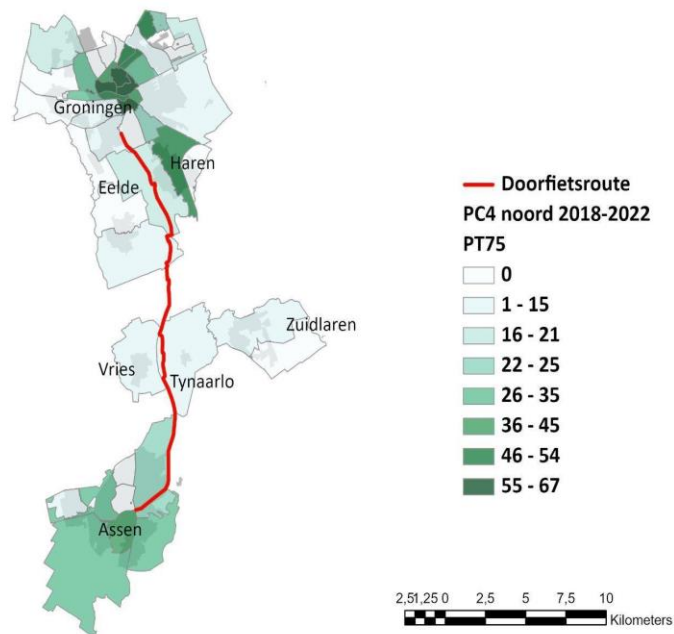 Groningen
Haren
Eelde
Zuidlaren
Vries
Tynaarlo
Assen
Doorfietsroute
PC4 noord 2018-2022
PT75
0
1 - 15
16 - 21
22 - 25
26 - 35
36 - 45
46 - 54
55 - 67
2,51,25 0 2,5 5 7,5 10
Kilometers